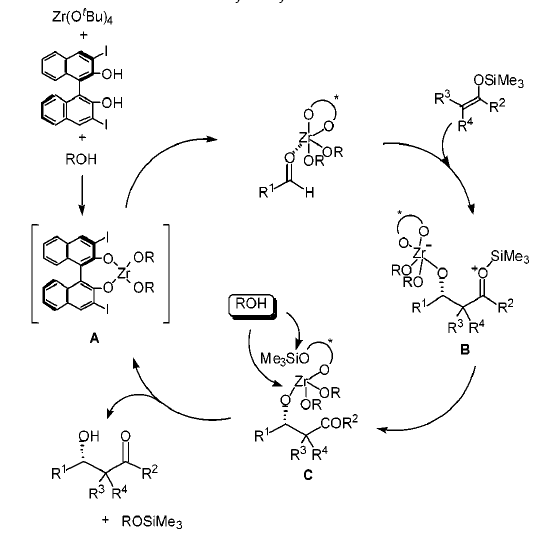 Zr(OᵗBu)₄
+
I
OH
OH
I
+
ROH
O
*
O
Zr
O
OR
OR
R¹
H
OSiMe₃
R³
R²
R⁴
I
O
OR
Zr
O
OR
I
A
*
O
O
Zr⁻
RO
OR
O
SiMe₃
+
O
R¹
R²
R³ R⁴
B
ROH
Me₃SiO
*
O
Zr
OR
OR
O
R¹
COR²
R³ R⁴
C
OH O
R¹
R²
R³ R⁴
+ ROSiMe₃